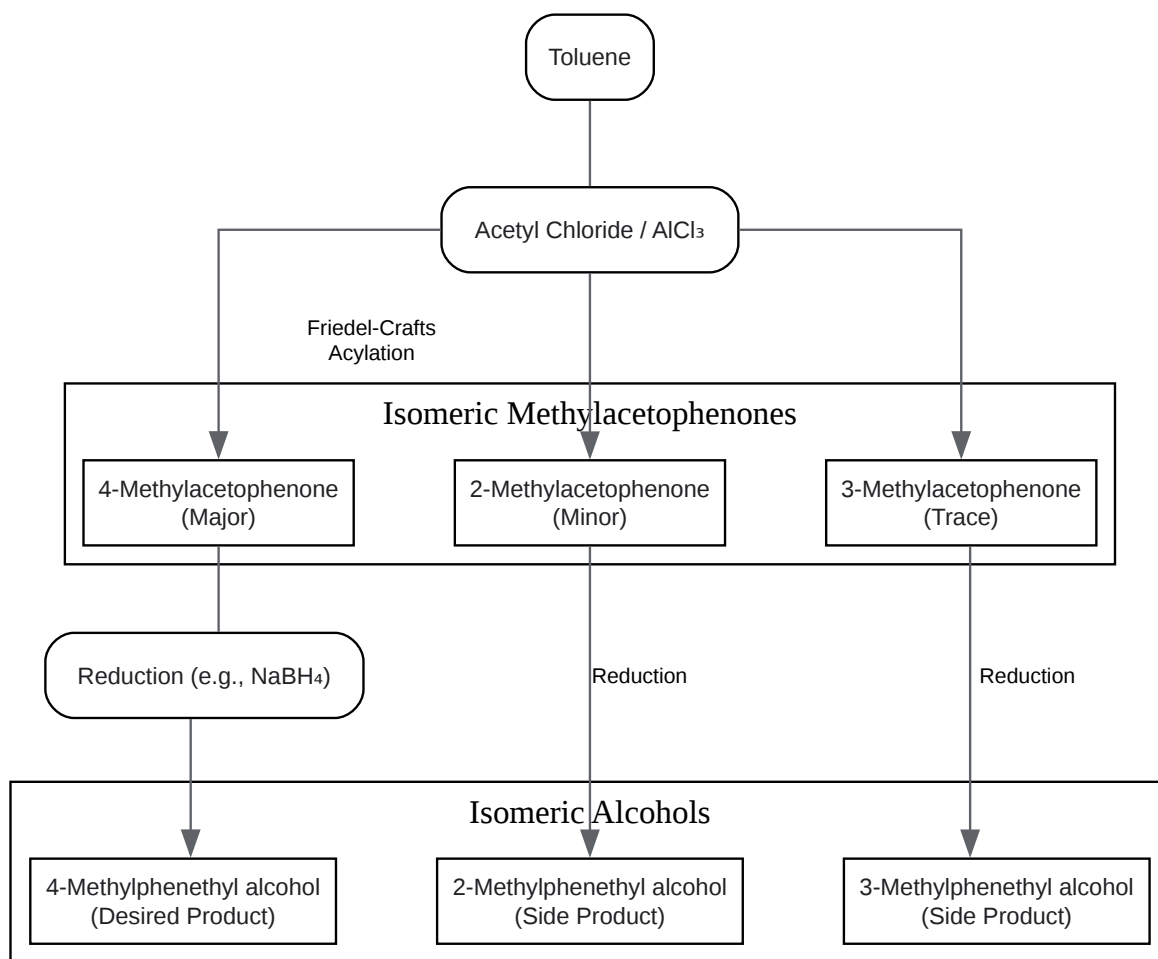 Toluene
Acetyl Chloride / AlCl₃
Friedel-Crafts
Acylation
Isomeric Methylacetophenones
4-Methylacetophenone
(Major)
2-Methylacetophenone
(Minor)
3-Methylacetophenone
(Trace)
Reduction (e.g., NaBH₄)
Reduction
Reduction
Isomeric Alcohols
4-Methylphenethyl alcohol
(Desired Product)
2-Methylphenethyl alcohol
(Side Product)
3-Methylphenethyl alcohol
(Side Product)